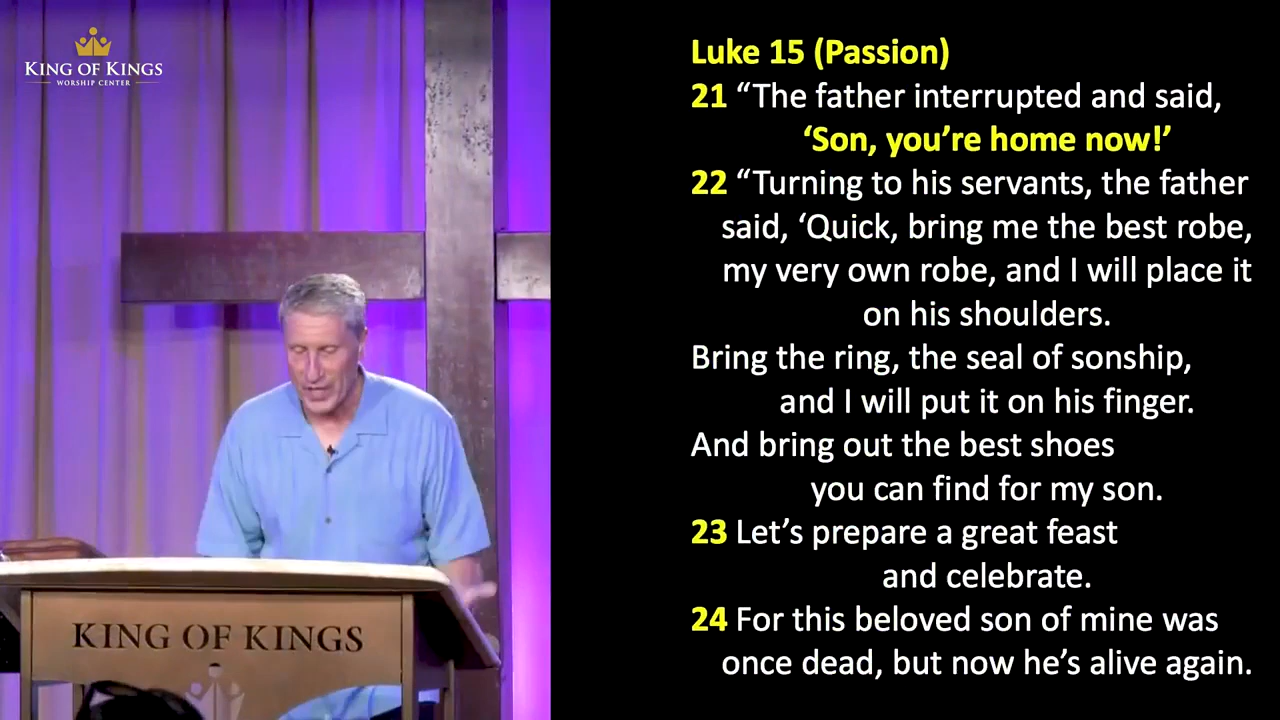 KING OF KINGS
WORSHIP CENTER
KING OF KINGS
Luke 15 (Passion)
21 “The father interrupted and said,
‘Son, you’re home now!’
22 “Turning to his servants, the father
said, ‘Quick, bring me the best robe,
my very own robe, and I will place it
on his shoulders.
Bring the ring, the seal of sonship,
and I will put it on his finger.
And bring out the best shoes
you can find for my son.
23 Let’s prepare a great feast
and celebrate.
24 For this beloved son of mine was
once dead, but now he’s alive again.